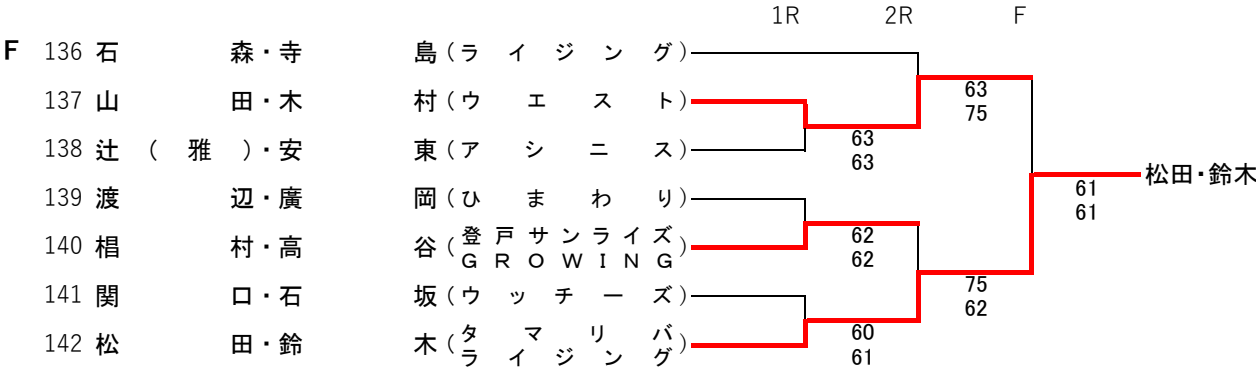 1R 2R F
F 136 石 森・寺 島(ライジング)
137 山 田・木 村(ウエスト)
63
75
138 辻(雅)・安 東(アシニス)
63
63
松田・鈴木
139 渡 辺・廣 岡(ひまわり)
61
61
140 椙 村・高 谷(登戸サンライズ
GROWING)
62
62
141 関 口・石 坂(ウッチーズ)
75
62
142 松 田・鈴 木(タマリバ
ライジング)
60
61